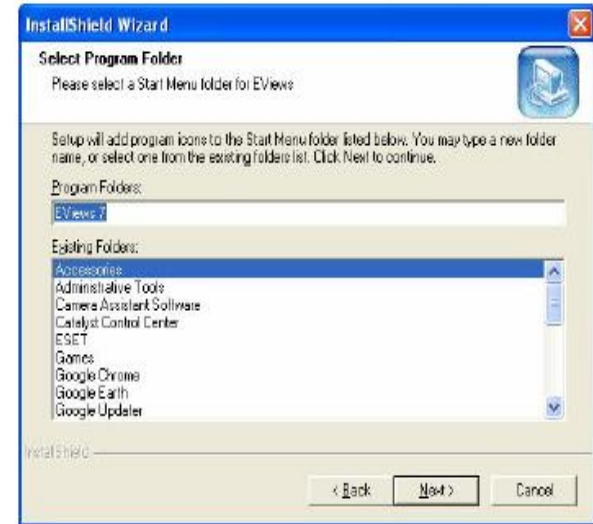 InstallShield Wizard
Select Program Folder
Please select a Start Menu folder for EViews
Setup will add program icons to the Start Menu folder listed below. You may type a new folder
name, or select one from the existing folders list. Click Next to continue.
Program Folders:
EViews 7
Existing Folders:
Accessories
Administrative Tools
Camera Assistant Software
Catalyst Control Center
ESET
Games
Google Chrome
Google Earth
Google Updater
InstallShield
< Back
Next >
Cancel